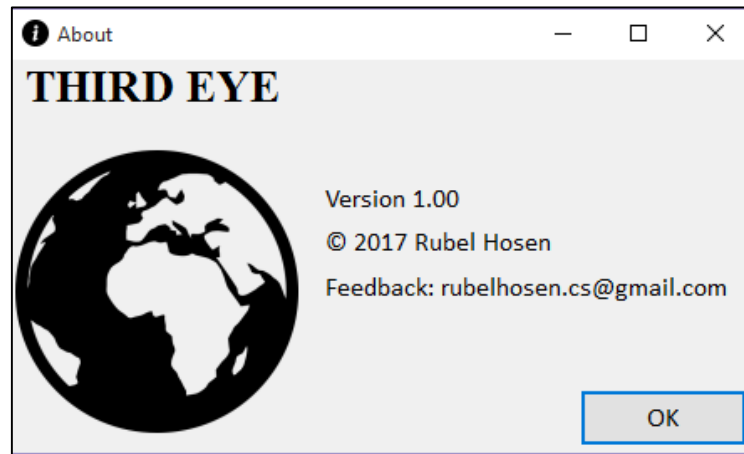 About
THIRD EYE
Version 1.00
© 2017 Rubel Hosen
Feedback: rubelhosen.cs@gmail.com
OK